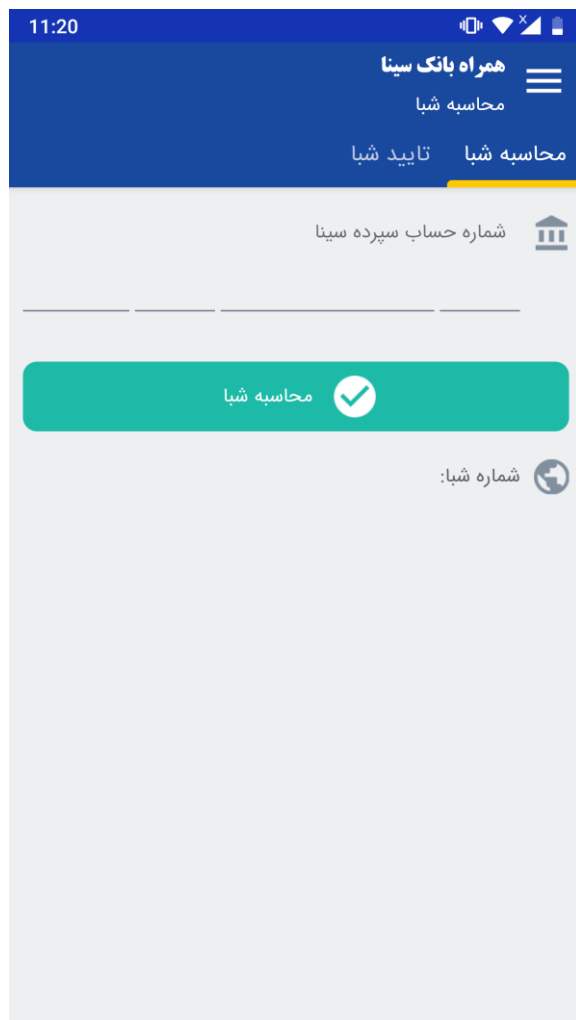 11:20
همراه بانک سینا
محاسبه شبا
محاسبه شبا تایید شبا
شماره حساب سپرده سینا
محاسبه شبا
شماره شبا: